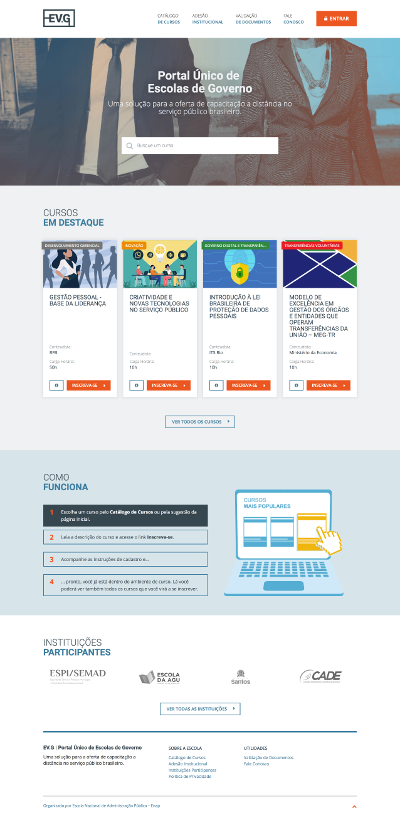 EV.G
CATÁLOGO
DE CURSOS
ADESÃO
INSTITUCIONAL
VALIDAÇÃO
DE DOCUMENTOS
FALE
CONOSCO
ENTRAR
Portal Único de
Escolas de Governo
Uma solução para a oferta de capacitação a distância no
serviço público brasileiro.
Busque um curso
CURSOS
EM DESTAQUE
DESENVOLVIMENTO GERENCIAL
GESTÃO PESSOAL -
BASE DA LIDERANÇA
Conteudista:
Carga Horária:
INSCREVA-SE
INOVAÇÃO
CRIATIVIDADE E
NOVAS TECNOLOGIAS
NO SERVIÇO PÚBLICO
Conteudista:
Carga Horária:
10h
INSCREVA-SE
GOVERNO DIGITAL E TRANSPARÊN...
INTRODUÇÃO À LEI
BRASILEIRA DE
PROTEÇÃO DE DADOS
PESSOAIS
Conteudista:
ITS Rio
Carga Horária:
10h
INSCREVA-SE
TRANSFERÊNCIAS VOLUNTÁRIAS
MODELO DE
EXCELÊNCIA EM
GESTÃO DOS ÓRGÃOS
E ENTIDADES QUE
OPERAM
TRANSFERÊNCIAS DA
UNIÃO – MEG-TR
Conteudista:
Ministério da Economia
Carga Horária:
10h
INSCREVA-SE
VER TODOS OS CURSOS
COMO
FUNCIONA
1 Escolha um curso pelo Catálogo de Cursos ou pela sugestão da
página inicial.
2 Leia a descrição do curso e acesse o link Inscreva-se.
3 Acompanhe as instruções de cadastro e...
4 ....pronto, você já está dentro do ambiente do curso. Lá você
poderá ver também todos os cursos que você virá a se inscrever.
CURSOS
MAIS POPULARES
INSTITUIÇÕES
PARTICIPANTES
ESPI/SEMAD
ESCOLA
DA AGU
Santos
CADE
VER TODAS AS INSTITUIÇÕES
EV.G | Portal Único de Escolas de Governo
Uma solução para a oferta de capacitação a
distância no serviço público brasileiro.
SOBRE A ESCOLA
Catálogo de Cursos
Adesão Institucional
Instituições Participantes
Política de Privacidade
UTILIDADES
Validação de Documentos
Fale Conosco
Organizado por Escola Nacional de Administração Pública - Enap